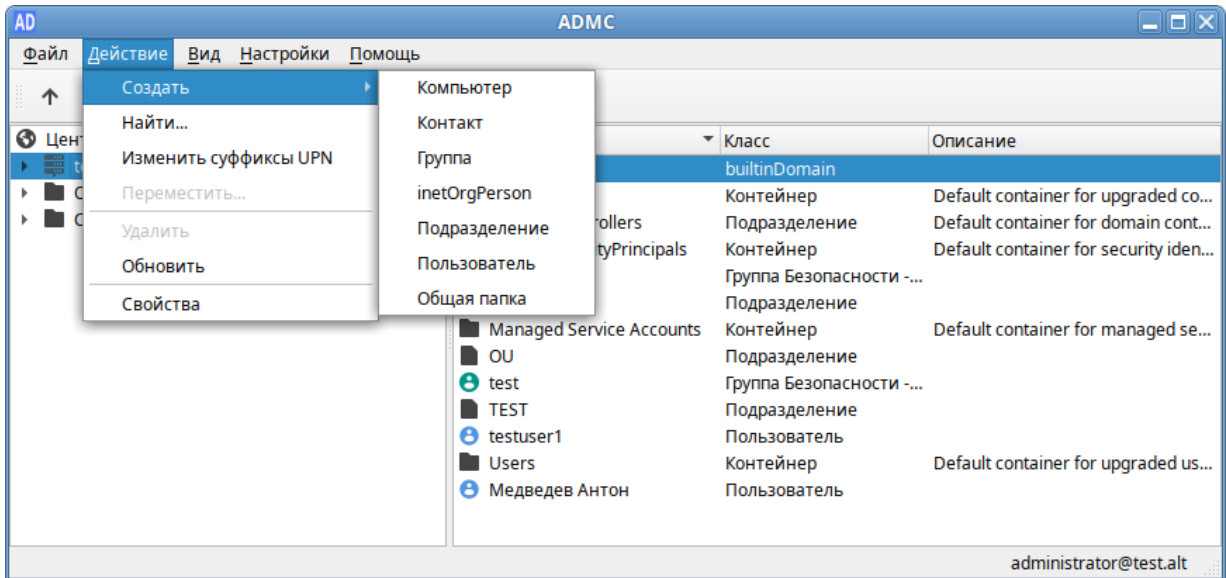 AD ADMC
Файл Действие Вид Настройки Помощь
Создать
Найти...
Изменить суффиксы UPN
Переместить...
Удалить
Обновить
Свойства
Компьютер
Контакт
Группа
inetOrgPerson
Подразделение
Пользователь
Общая папка
Класс Описание
builtinDomain
Контейнер Default container for upgraded co...
Подразделение Default container for domain cont...
Контейнер Default container for security iden...
Группа Безопасности -...
Подразделение
Managed Service Accounts Контейнер Default container for managed se...
OU Подразделение
test Группа Безопасности -...
TEST Подразделение
testuser1 Пользователь
Users Контейнер Default container for upgraded us...
Медведев Антон Пользователь
administrator@test.alt